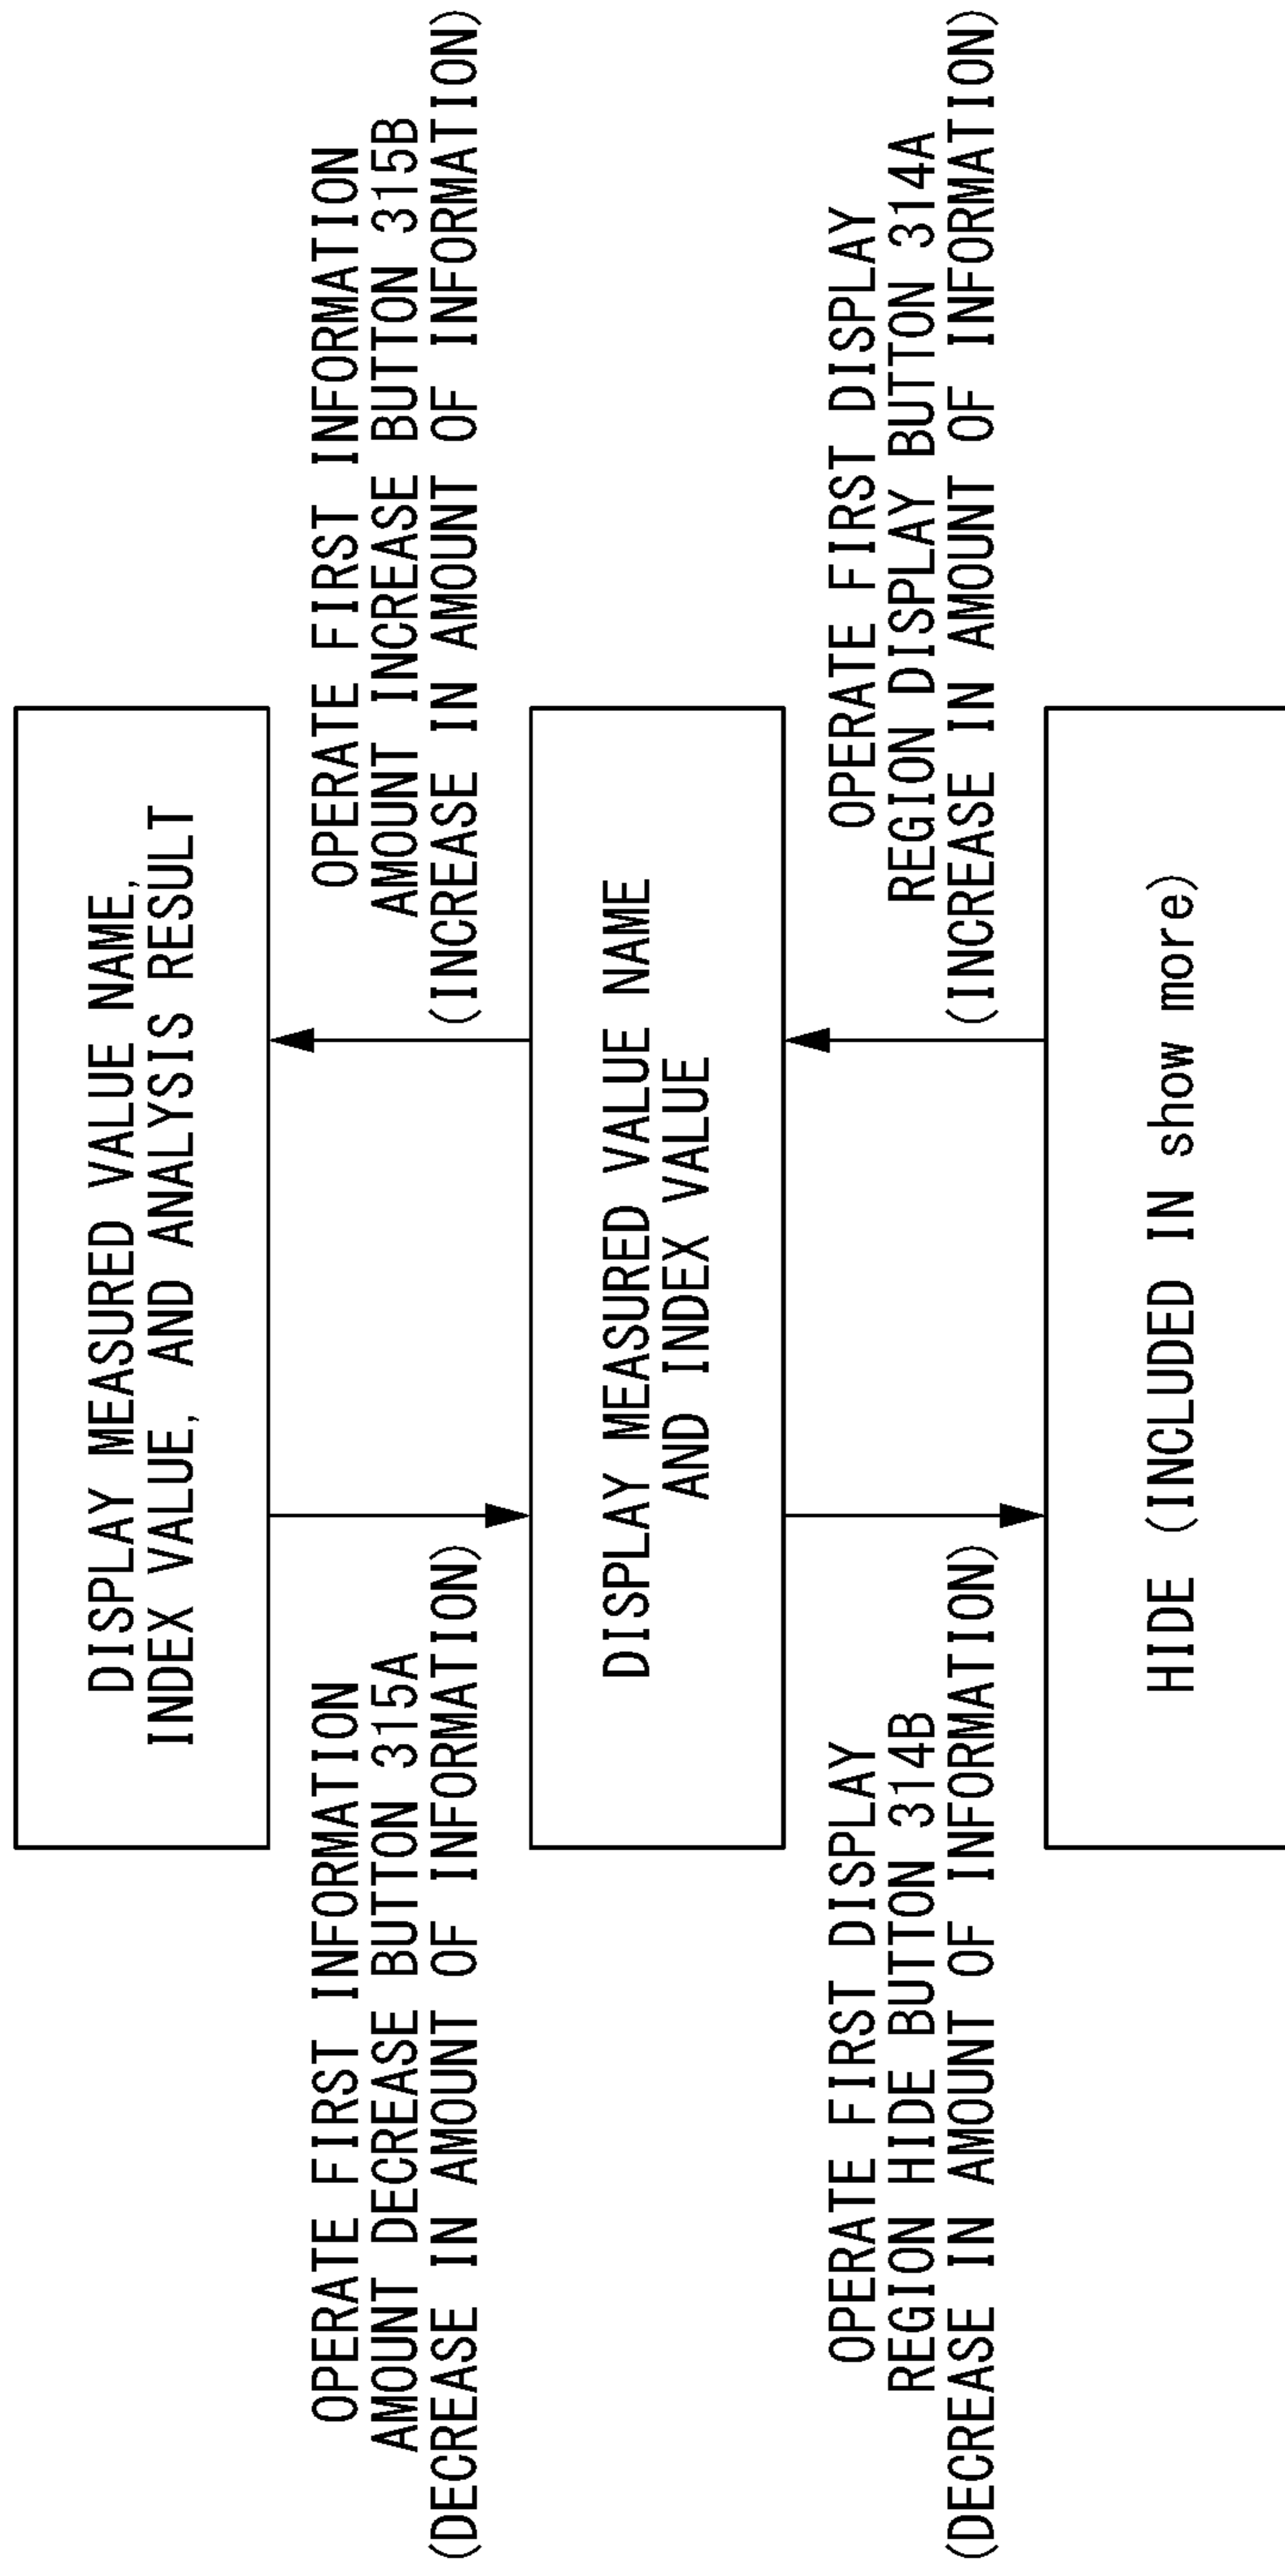 DISPLAY MEASURED VALUE NAME,
INDEX VALUE, AND ANALYSIS RESULT
OPERATE FIRST INFORMATION
AMOUNT DECREASE BUTTON 315A
(DECREASE IN AMOUNT OF INFORMATION)
OPERATE FIRST INFORMATION
AMOUNT INCREASE BUTTON 315B
(INCREASE IN AMOUNT OF INFORMATION)
DISPLAY MEASURED VALUE NAME
AND INDEX VALUE
OPERATE FIRST DISPLAY
REGION HIDE BUTTON 314B
(DECREASE IN AMOUNT OF INFORMATION)
OPERATE FIRST DISPLAY
REGION DISPLAY BUTTON 314A
(INCREASE IN AMOUNT OF INFORMATION)
HIDE (INCLUDED IN show more)